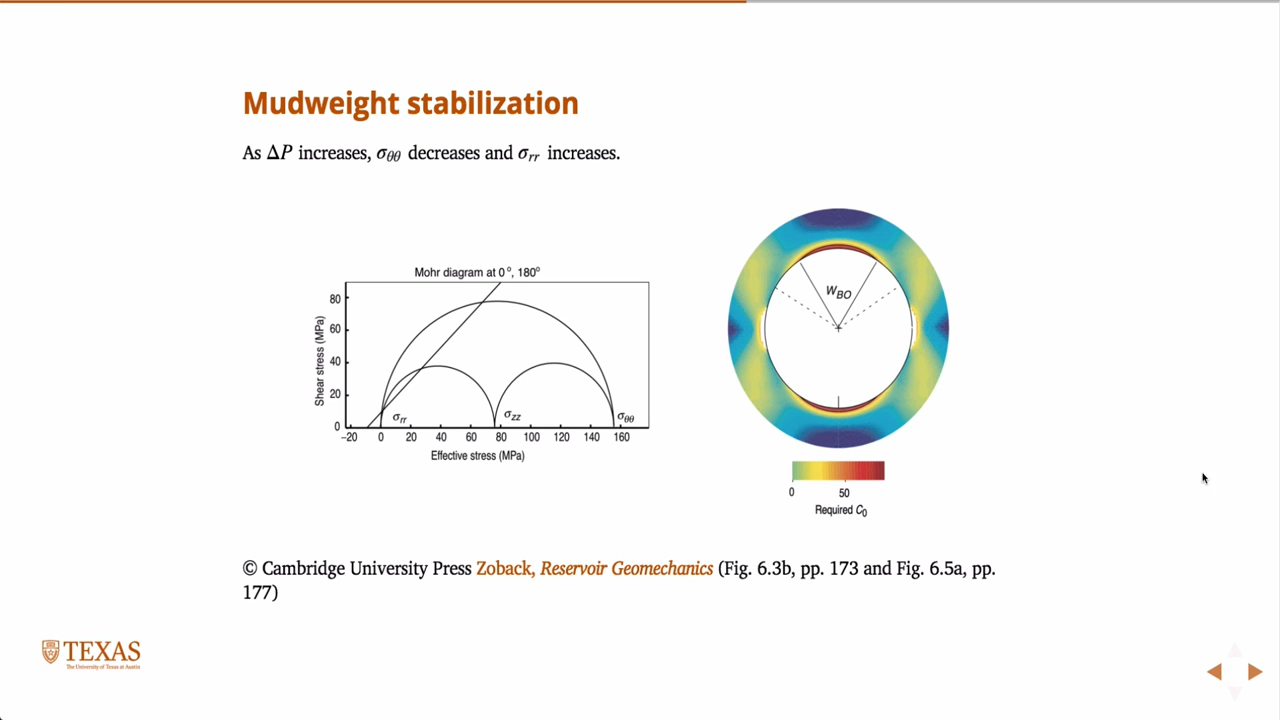 Mudweight stabilization
As ΔP increases, σθθ decreases and σrr increases.
Mohr diagram at 0°, 180°
Shear stress (MPa)
80
60
40
20
0
σrr
σzz
σθθ
−20 0 20 40 60 80 100 120 140 160
Effective stress (MPa)
WBO
0 50
Required C0
© Cambridge University Press Zoback, Reservoir Geomechanics (Fig. 6.3b, pp. 173 and Fig. 6.5a, pp.
177)
TEXAS
The University of Texas at Austin